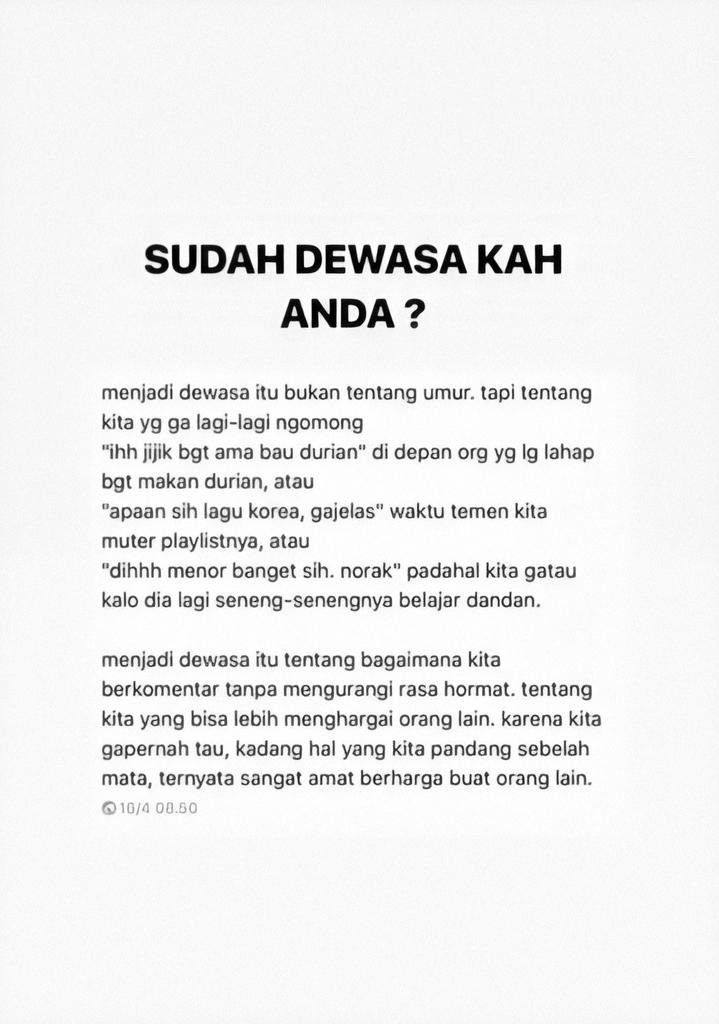 SUDAH DEWASA KAH
ANDA ?
menjadi dewasa itu bukan tentang umur. tapi tentang
kita yg ga lagi-lagi ngomong
"ihh jijik bgt ama bau durian" di depan org yg lg lahap
bgt makan durian, atau
"apaan sih lagu korea, gajelas" waktu temen kita
muter playlistnya, atau
"dihhh menor banget sih. norak" padahal kita gatau
kalo dia lagi seneng-senengnya belajar dandan.
menjadi dewasa itu tentang bagaimana kita
berkomentar tanpa mengurangi rasa hormat. tentang
kita yang bisa lebih menghargai orang lain. karena kita
gapernah tau, kadang hal yang kita pandang sebelah
mata, ternyata sangat amat berharga buat orang lain.